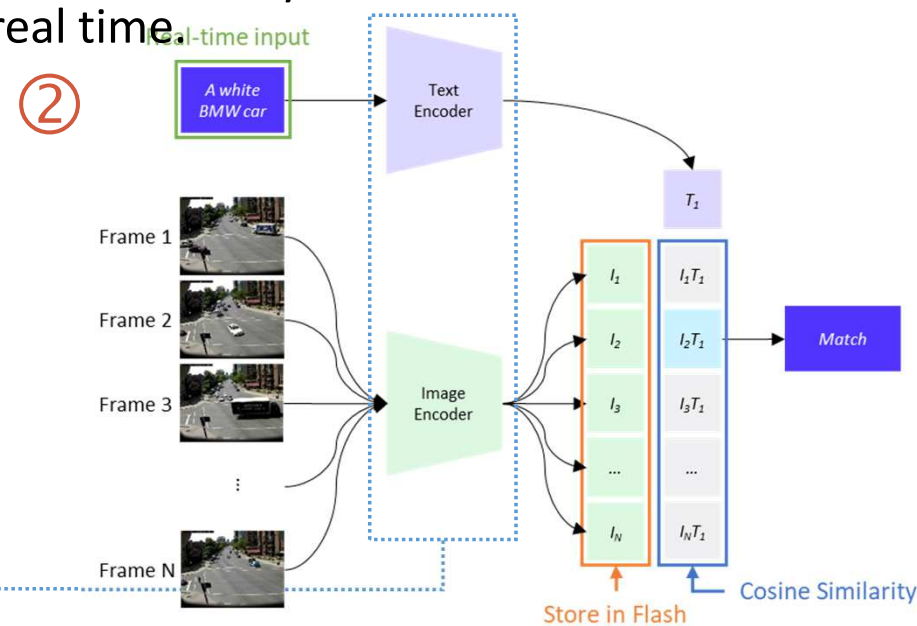 real time.
Real-time input
②
A white
BMW car
Text
Encoder
T1
Frame 1
Frame 2
Frame 3
⋮
Frame N
Image
Encoder
I1
I2
I3
...
IN
I1T1
I2T1
I3T1
...
INT1
Match
Cosine Similarity
Store in Flash